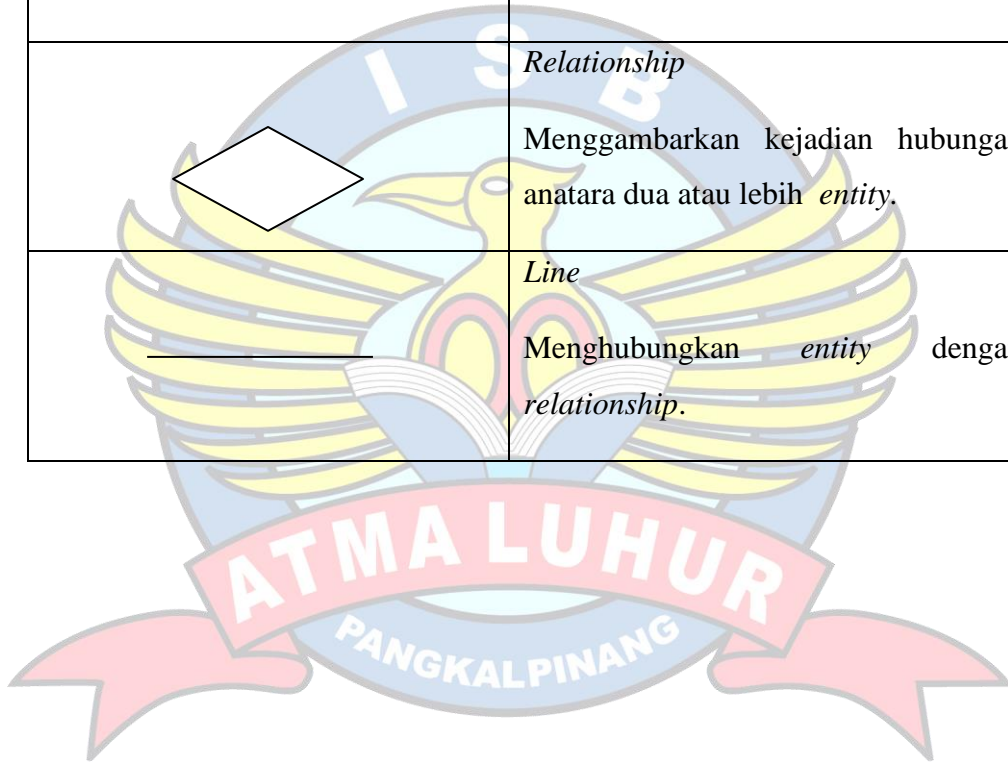 I S B
Relationship
Menggambarkan kejadian hubunga
anatara dua atau lebih entity.
Line
Menghubungkan entity denga
relationship.
ATMA LUHUR
PANGKALPINANG